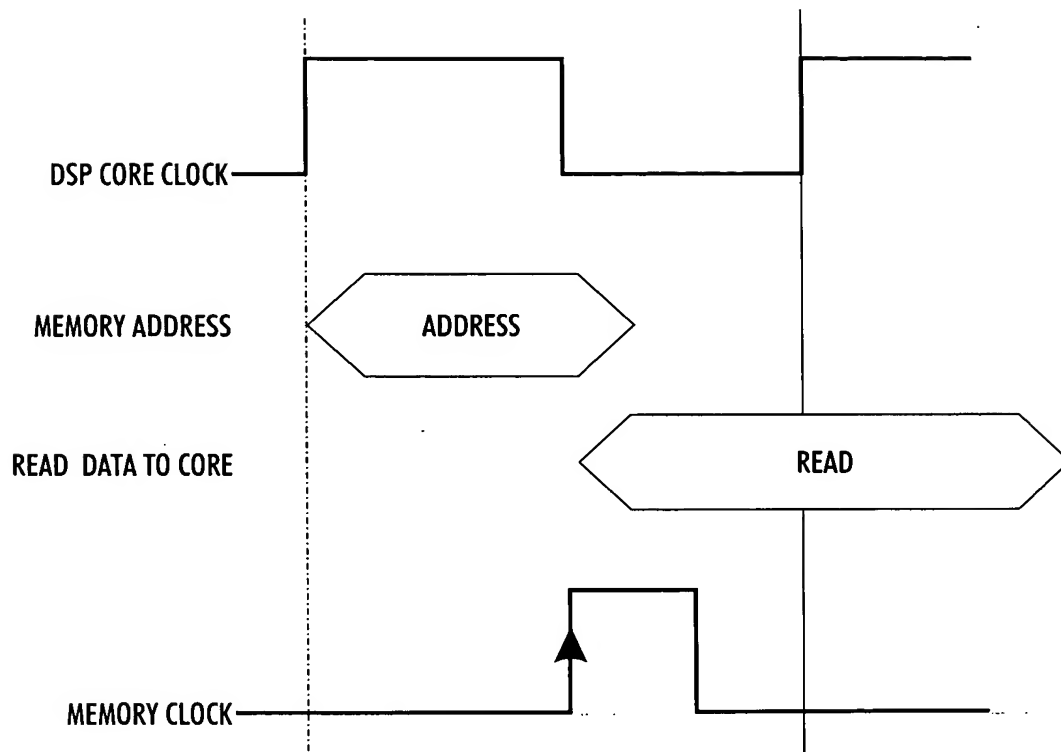 DSP CORE CLOCK
MEMORY ADDRESS
ADDRESS
READ DATA TO CORE
READ
MEMORY CLOCK